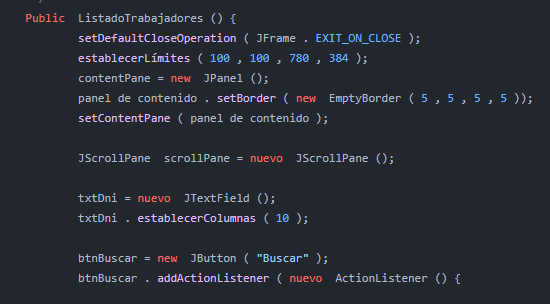 Public ListadoTrabajadores () {
setDefaultCloseOperation ( JFrame . EXIT_ON_CLOSE );
establecerLímites ( 100 , 100 , 780 , 384 );
contentPane = new JPanel ();
panel de contenido . setBorder ( new EmptyBorder ( 5 , 5 , 5 , 5 ));
setContentPane ( panel de contenido );
JScrollPane scrollPane = nuevo JScrollPane ();
txtDni = nuevo JTextField ();
txtDni . establecerColumnas ( 10 );
btnBuscar = new JButton ( "Buscar" );
btnBuscar . addActionListener ( nuevo ActionListener () {